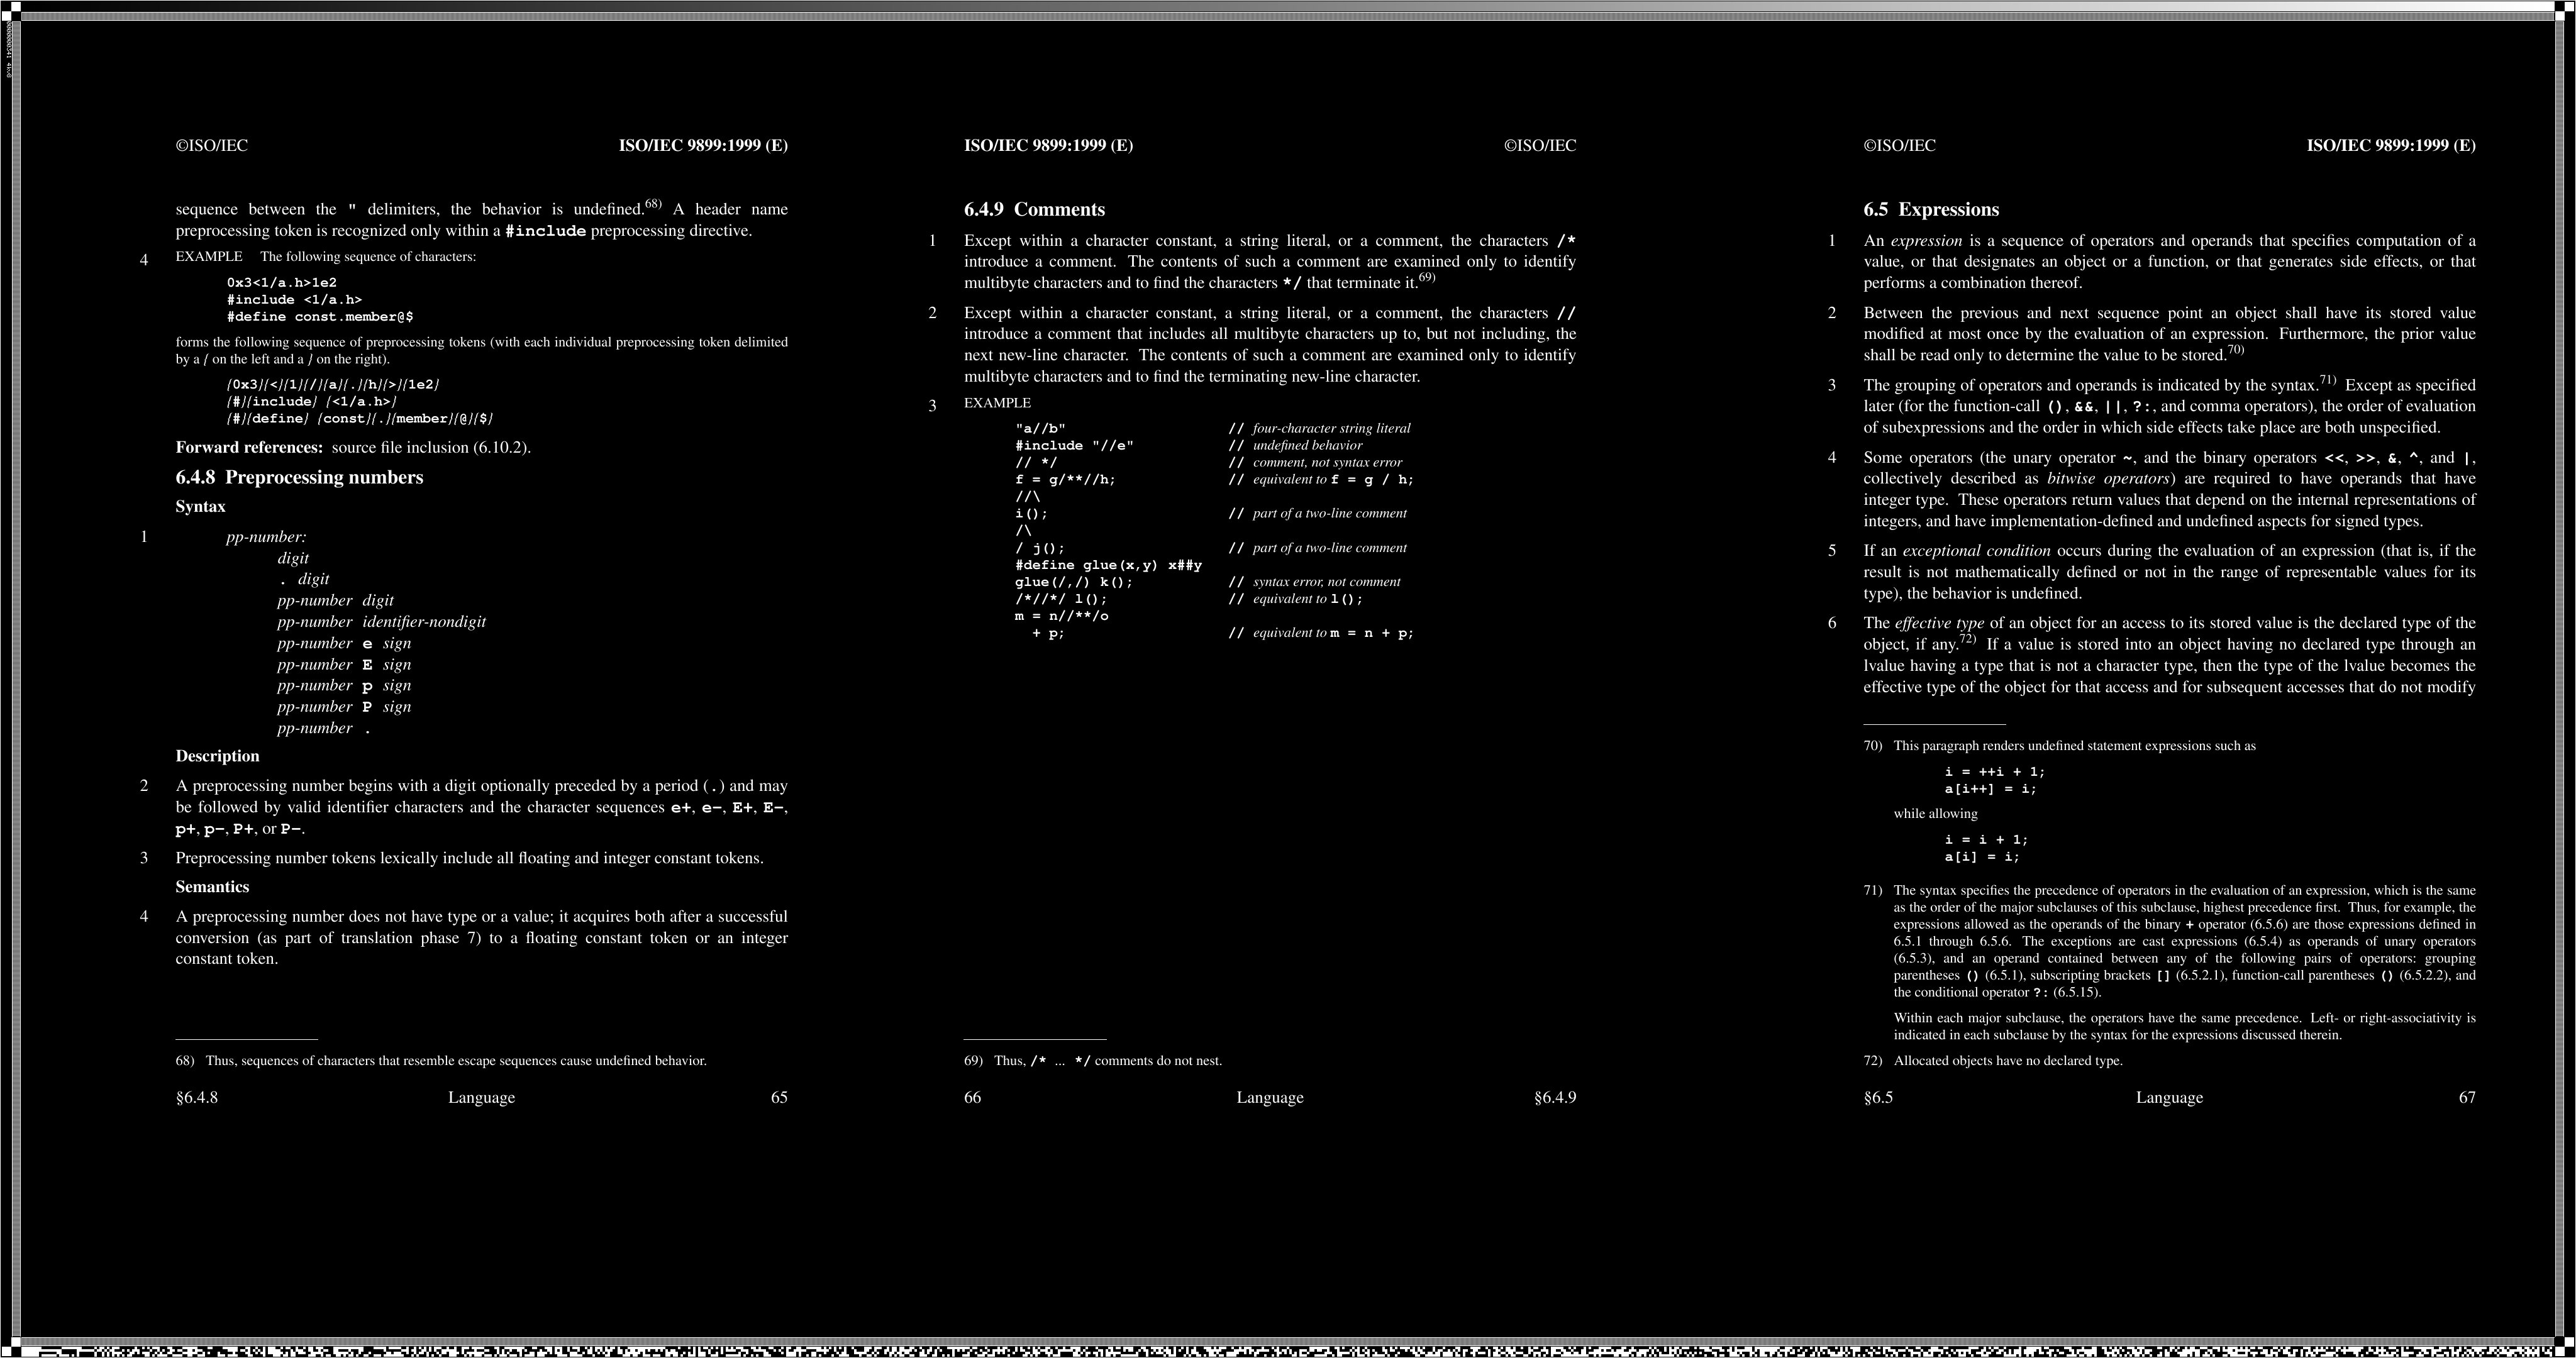 ©ISO/IEC ISO/IEC 9899:1999 (E)
sequence between the " delimiters, the behavior is undefined.68) A header name
preprocessing token is recognized only within a #include preprocessing directive.
4 EXAMPLE The following sequence of characters:
0x3<1/a.h>1e2
#include <1/a.h>
#define const.member@$
forms the following sequence of preprocessing tokens (with each individual preprocessing token delimited
by a { on the left and a } on the right).
{0x3}{<}{1}{/}{a}{.}{h}{>}{1e2}
{#}{include} {<1/a.h>}
{#}{define} {const}{.}{member}{@}{$}
Forward references: source file inclusion (6.10.2).
6.4.8 Preprocessing numbers
Syntax
1 pp-number:
digit
. digit
pp-number digit
pp-number identifier-nondigit
pp-number e sign
pp-number E sign
pp-number p sign
pp-number P sign
pp-number .
Description
2 A preprocessing number begins with a digit optionally preceded by a period (.) and may
be followed by valid identifier characters and the character sequences e+, e-, E+, E-,
p+, p-, P+, or P-.
3 Preprocessing number tokens lexically include all floating and integer constant tokens.
Semantics
4 A preprocessing number does not have type or a value; it acquires both after a successful
conversion (as part of translation phase 7) to a floating constant token or an integer
constant token.
68) Thus, sequences of characters that resemble escape sequences cause undefined behavior.
§6.4.8 Language 65
ISO/IEC 9899:1999 (E) ©ISO/IEC
6.4.9 Comments
1 Except within a character constant, a string literal, or a comment, the characters /*
introduce a comment. The contents of such a comment are examined only to identify
multibyte characters and to find the characters */ that terminate it.69)
2 Except within a character constant, a string literal, or a comment, the characters //
introduce a comment that includes all multibyte characters up to, but not including, the
next new-line character. The contents of such a comment are examined only to identify
multibyte characters and to find the terminating new-line character.
3 EXAMPLE
"a//b" // four-character string literal
#include "//e" // undefined behavior
// */ // comment, not syntax error
f = g/**//h; // equivalent to f = g / h;
//\
i(); // part of a two-line comment
/\
/ j(); // part of a two-line comment
#define glue(x,y) x##y
glue(/,/) k(); // syntax error, not comment
/*//*/ l(); // equivalent to l();
m = n//**/o
+ p; // equivalent to m = n + p;
69) Thus, /* ... */ comments do not nest.
66 Language §6.4.9
©ISO/IEC ISO/IEC 9899:1999 (E)
6.5 Expressions
1 An expression is a sequence of operators and operands that specifies computation of a
value, or that designates an object or a function, or that generates side effects, or that
performs a combination thereof.
2 Between the previous and next sequence point an object shall have its stored value
modified at most once by the evaluation of an expression. Furthermore, the prior value
shall be read only to determine the value to be stored.70)
3 The grouping of operators and operands is indicated by the syntax.71) Except as specified
later (for the function-call (), &&, ||, ?:, and comma operators), the order of evaluation
of subexpressions and the order in which side effects take place are both unspecified.
4 Some operators (the unary operator ~, and the binary operators <<, >>, &, ^, and |,
collectively described as bitwise operators) are required to have operands that have
integer type. These operators return values that depend on the internal representations of
integers, and have implementation-defined and undefined aspects for signed types.
5 If an exceptional condition occurs during the evaluation of an expression (that is, if the
result is not mathematically defined or not in the range of representable values for its
type), the behavior is undefined.
6 The effective type of an object for an access to its stored value is the declared type of the
object, if any.72) If a value is stored into an object having no declared type through an
lvalue having a type that is not a character type, then the type of the lvalue becomes the
effective type of the object for that access and for subsequent accesses that do not modify
70) This paragraph renders undefined statement expressions such as
i = ++i + 1;
a[i++] = i;
while allowing
i = i + 1;
a[i] = i;
71) The syntax specifies the precedence of operators in the evaluation of an expression, which is the same
as the order of the major subclauses of this subclause, highest precedence first. Thus, for example, the
expressions allowed as the operands of the binary + operator (6.5.6) are those expressions defined in
6.5.1 through 6.5.6. The exceptions are cast expressions (6.5.4) as operands of unary operators
(6.5.3), and an operand contained between any of the following pairs of operators: grouping
parentheses () (6.5.1), subscripting brackets [] (6.5.2.1), function-call parentheses () (6.5.2.2), and
the conditional operator ?: (6.5.15).
Within each major subclause, the operators have the same precedence. Left- or right-associativity is
indicated in each subclause by the syntax for the expressions discussed therein.
72) Allocated objects have no declared type.
§6.5 Language 67